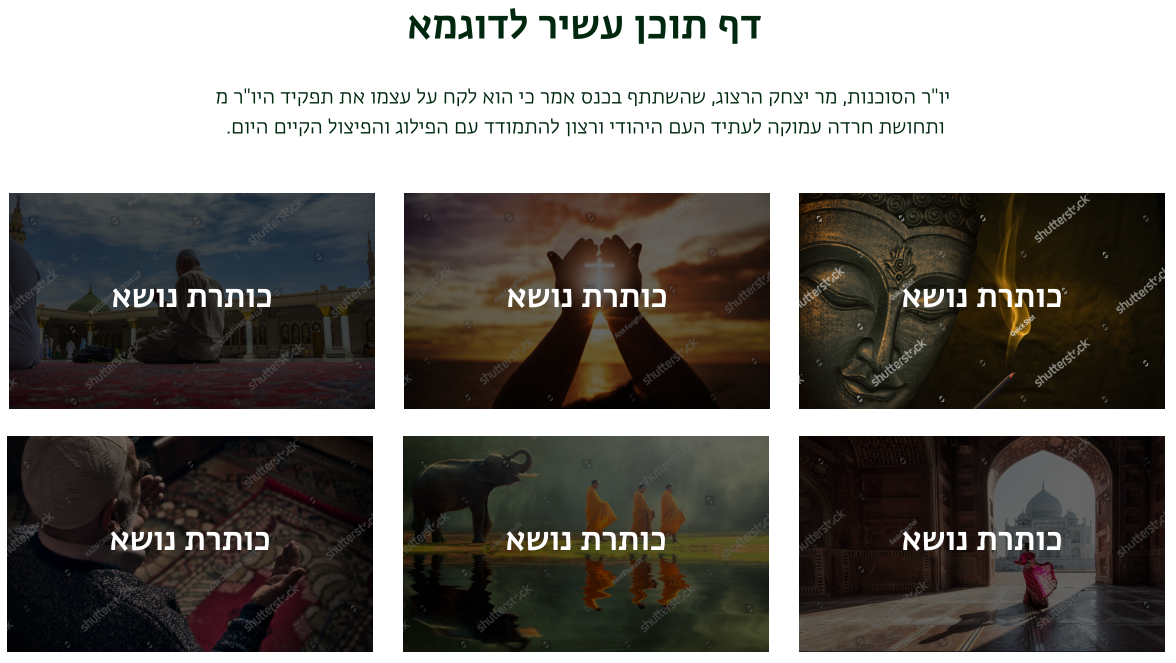 דף תוכן עשיר לדוגמא
יו"ר הסוכנות, מר יצחק הרצוג, שהשתתף בכנס אמר כי הוא לקח על עצמו את תפקיד היו"ר מ
ותחושת חרדה עמוקה לעתיד העם היהודי ורצון להתמודד עם הפילוג והפיצול הקיים היום.
כותרת נושא
כותרת נושא
כותרת נושא
כותרת נושא
כותרת נושא
כותרת נושא